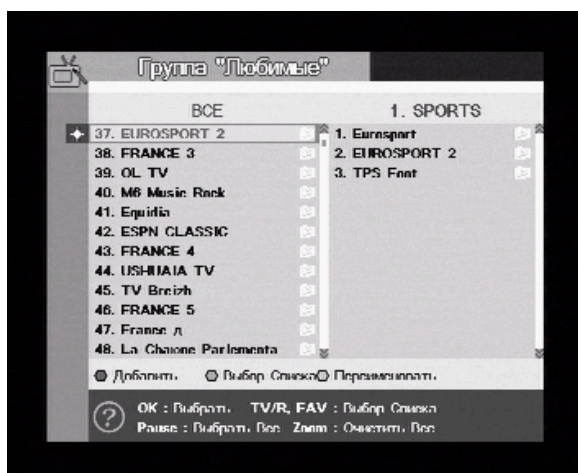 Группа "Любимые"
ВСЕ
37. EUROSPORT 2
38. FRANCE 3
39. OL TV
40. M6 Music Rock
41. Equidia
42. ESPN CLASSIC
43. FRANCE 4
44. USHUAIA TV
45. TV Breizh
46. FRANCE 5
47. France д
48. La Chaione Parlementa
1. SPORTS
1. Eurosport
2. EUROSPORT 2
3. TPS Foot
Добавить Выбор Списка Переименовать
OK : Выбрать TV/R, FAV : Выбор Списка
Pause : Выбрать Все Zoom : Очистить Все